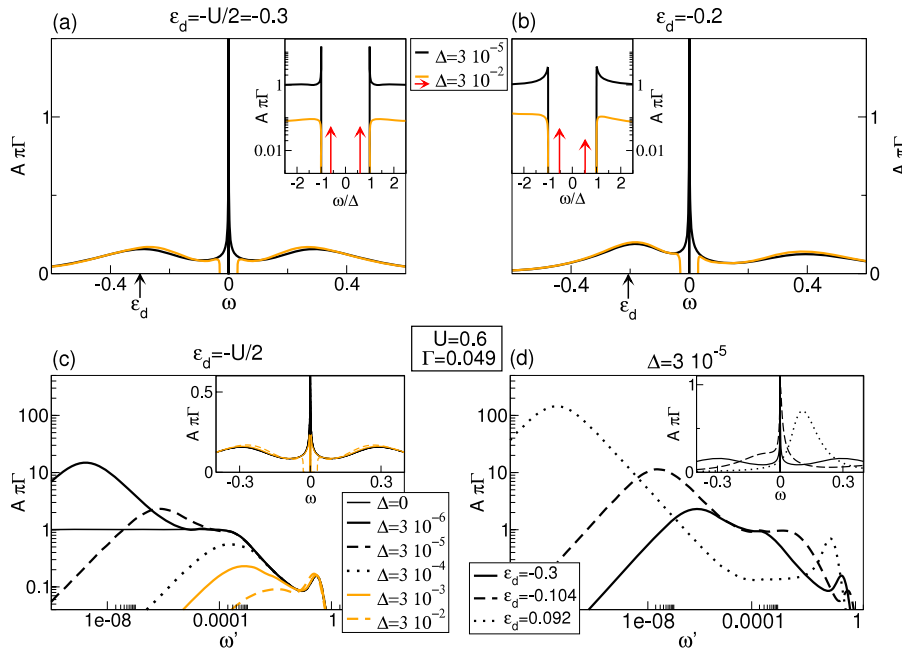 (a) ε_d=-U/2=-0.3
(b) ε_d=-0.2
Δ=3 10^-5
Δ=3 10^-2
A πΓ
1
0
-0.4 0 0.4
ω
ε_d
A πΓ
1
0.01
-2 -1 0 1 2
ω/Δ
A πΓ
1
0
-0.4 0 0.4
ω
ε_d
A πΓ
1
0.01
-2 -1 0 1 2
ω/Δ
U=0.6
Γ=0.049
(c) ε_d=-U/2
A πΓ
100
10
1
0.1
1e-08 0.0001 1
ω'
A πΓ
0.5
0
-0.3 0 0.3
ω
Δ=0
Δ=3 10^-6
Δ=3 10^-5
Δ=3 10^-4
Δ=3 10^-3
Δ=3 10^-2
(d) Δ=3 10^-5
A πΓ
100
10
1
0.1
1e-08 0.0001 1
ω'
A πΓ
1
0
-0.3 0 0.3
ω
ε_d=-0.3
ε_d=-0.104
ε_d=0.092